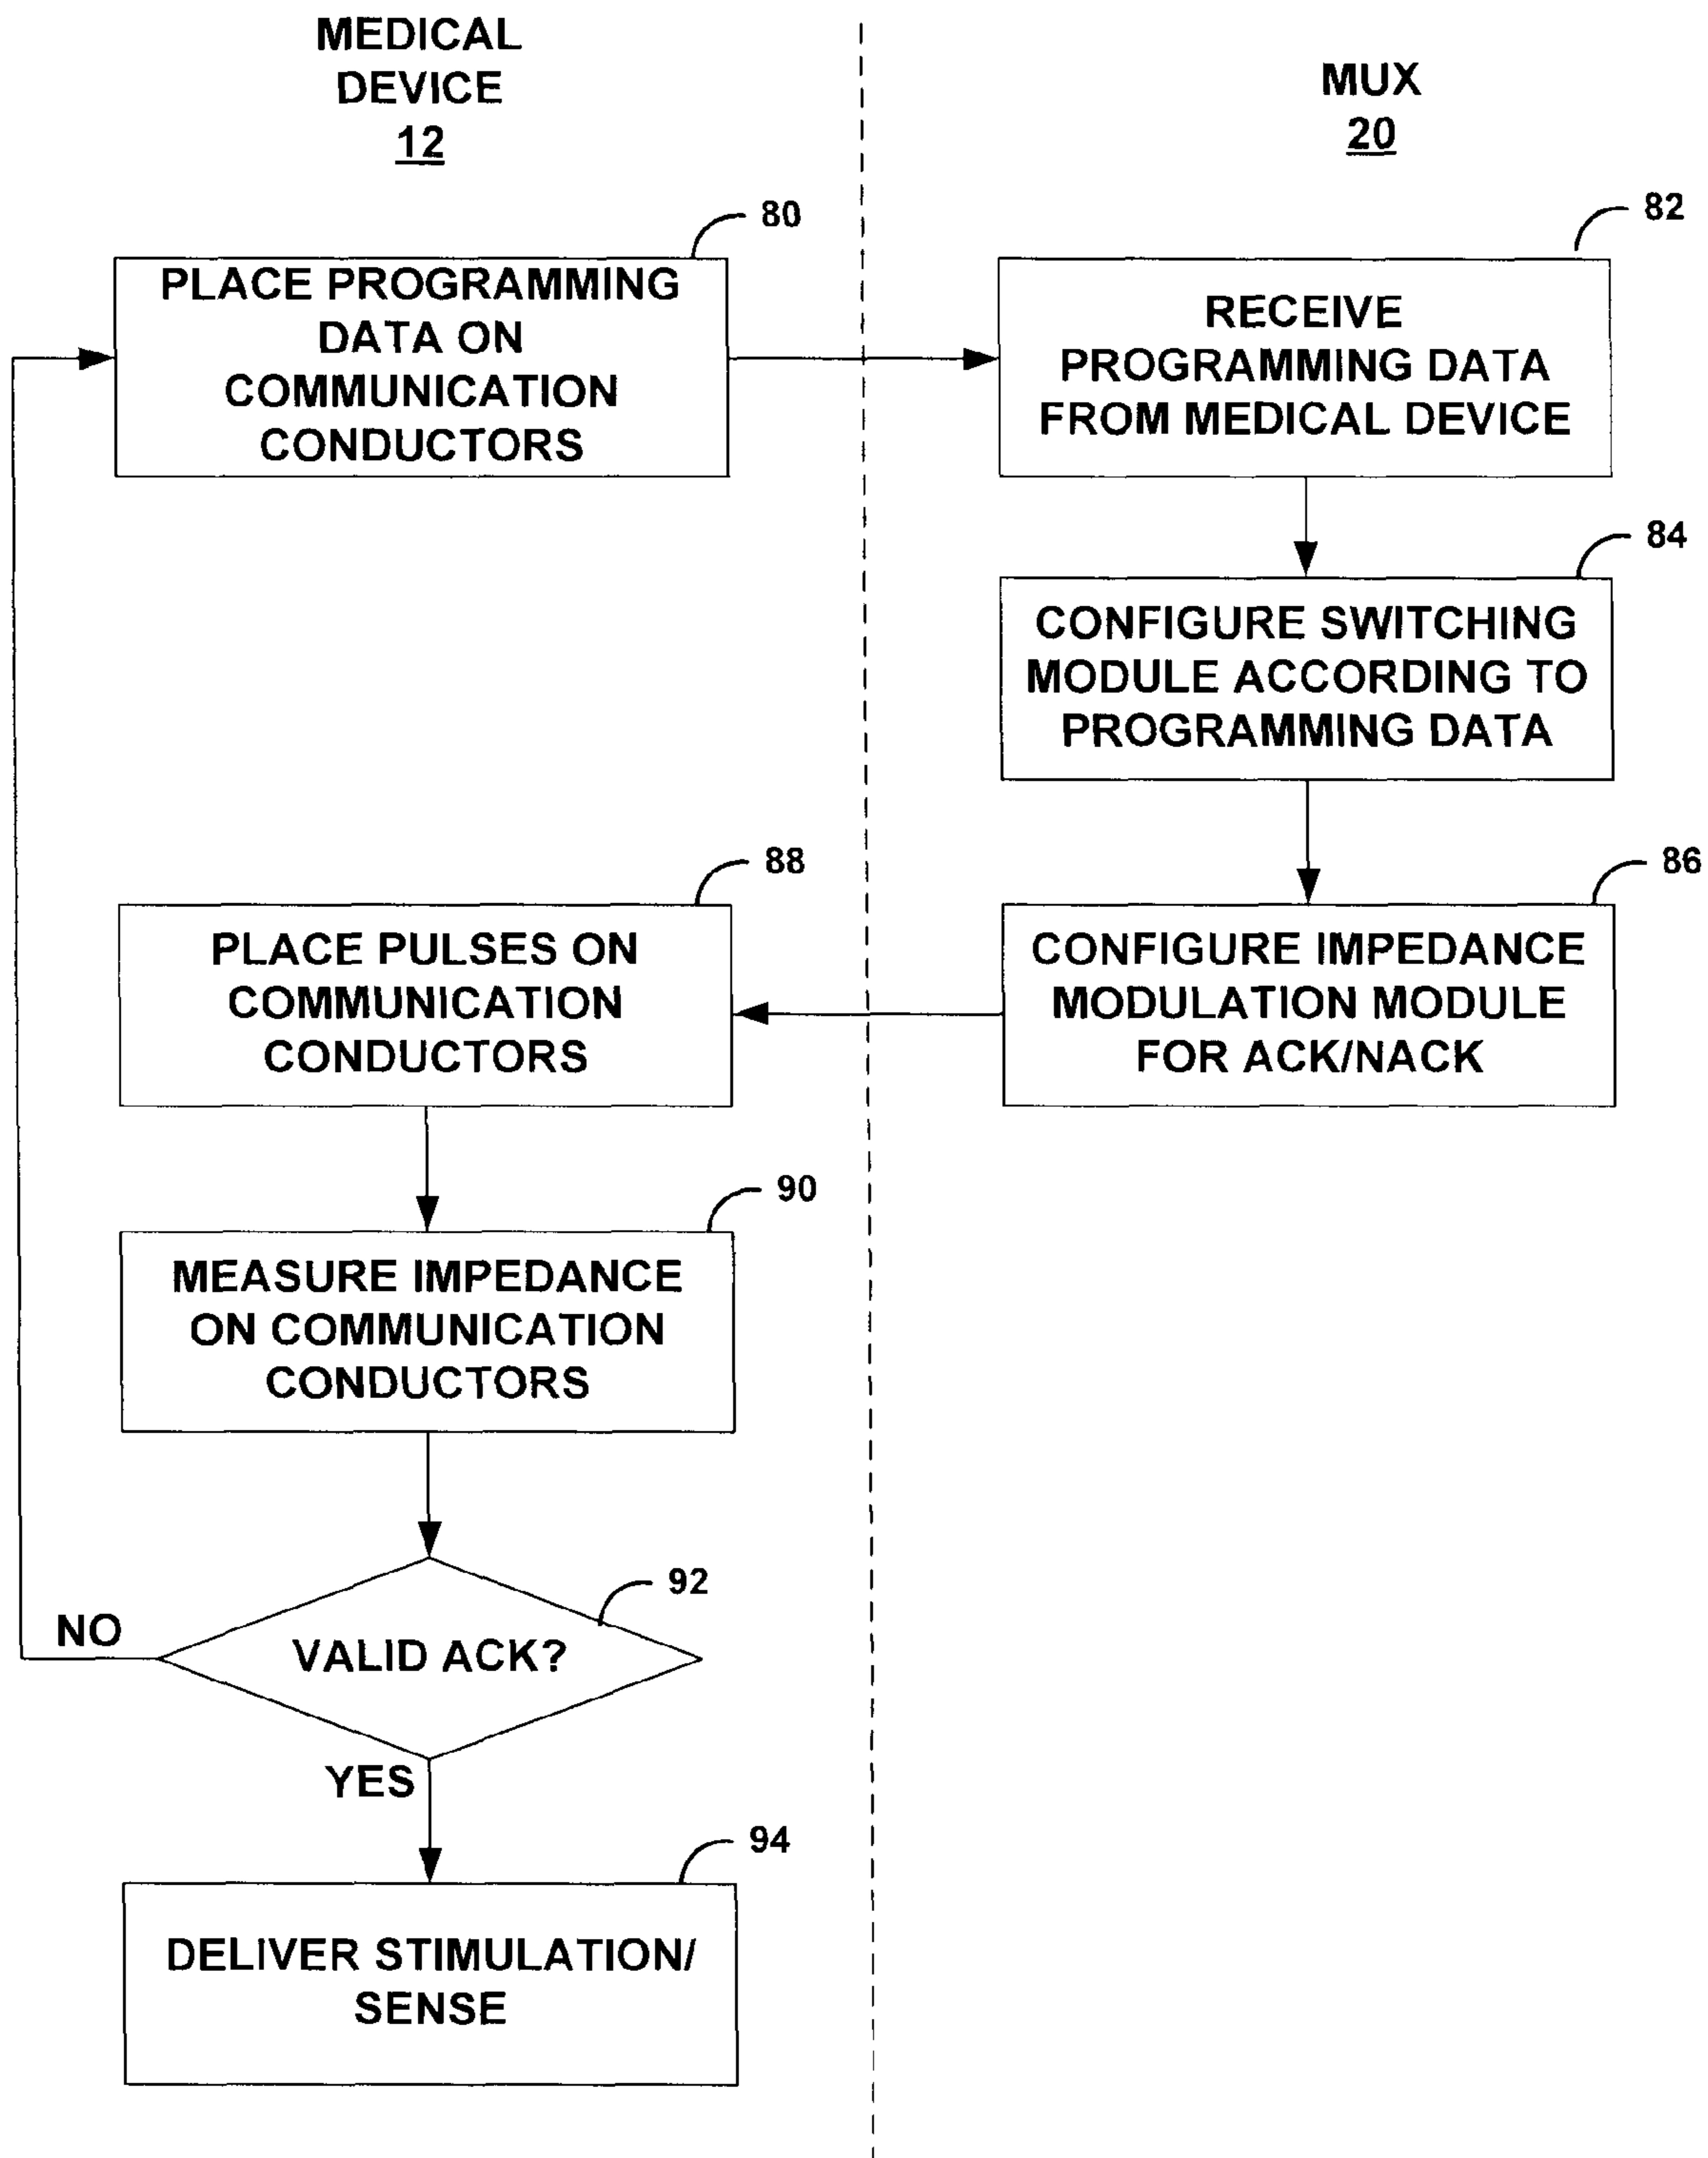 MEDICAL
DEVICE
12
MUX
20
80
PLACE PROGRAMMING
DATA ON
COMMUNICATION
CONDUCTORS
82
RECEIVE
PROGRAMMING DATA
FROM MEDICAL DEVICE
84
CONFIGURE SWITCHING
MODULE ACCORDING TO
PROGRAMMING DATA
86
CONFIGURE IMPEDANCE
MODULATION MODULE
FOR ACK/NACK
88
PLACE PULSES ON
COMMUNICATION
CONDUCTORS
90
MEASURE IMPEDANCE
ON COMMUNICATION
CONDUCTORS
92
VALID ACK?
NO
YES
94
DELIVER STIMULATION/
SENSE